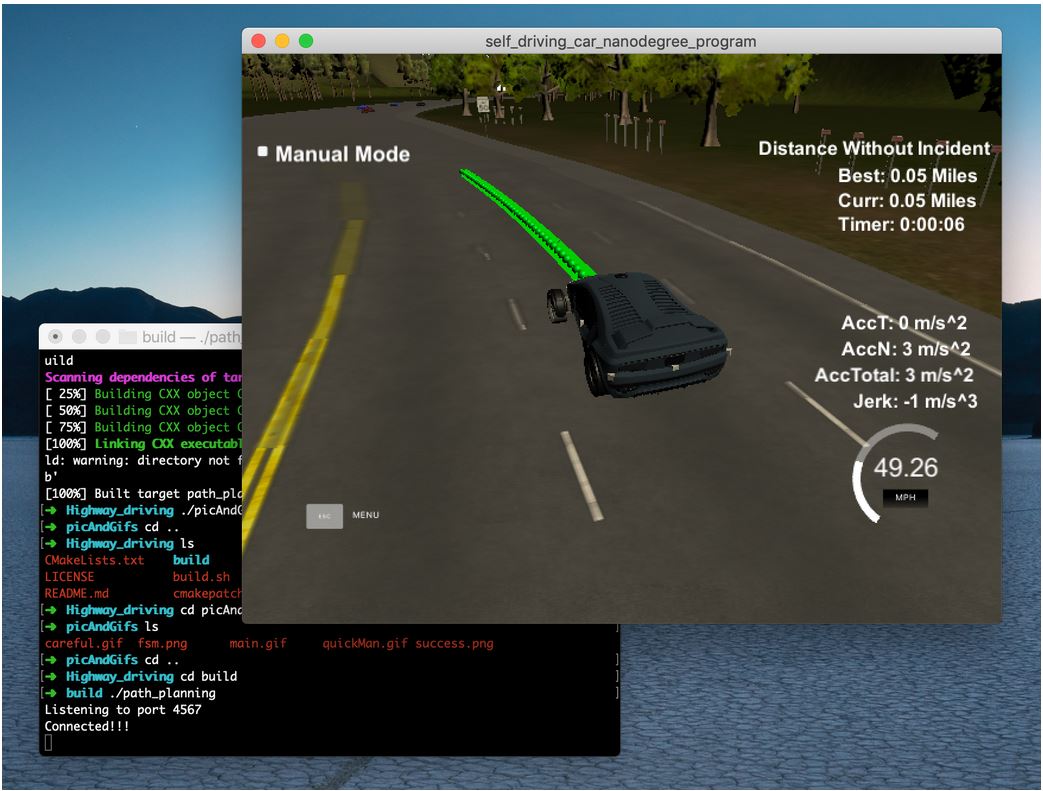 self_driving_car_nanodegree_program
Manual Mode
Distance Without Incident
Best: 0.05 Miles
Curr: 0.05 Miles
Timer: 0:00:06
AccT: 0 m/s^2
AccN: 3 m/s^2
AccTotal: 3 m/s^2
Jerk: -1 m/s^3
49.26
MPH
ESC MENU
build — ./path_
uild
Scanning dependencies of tar
[ 25%] Building CXX object C
[ 50%] Building CXX object C
[ 75%] Building CXX object C
[100%] Linking CXX executabl
ld: warning: directory not f
b'
[100%] Built target path_pla
[➜ Highway_driving ./picAndG
[➜ picAndGifs cd ..
[➜ Highway_driving ls
CMakeLists.txt build
LICENSE build.sh
README.md cmakepatch
[➜ Highway_driving cd picAnd
[➜ picAndGifs ls ]
careful.gif fsm.png main.gif quickMan.gif success.png
[➜ picAndGifs cd .. ]
[➜ Highway_driving cd build ]
[➜ build ./path_planning ]
Listening to port 4567
Connected!!!